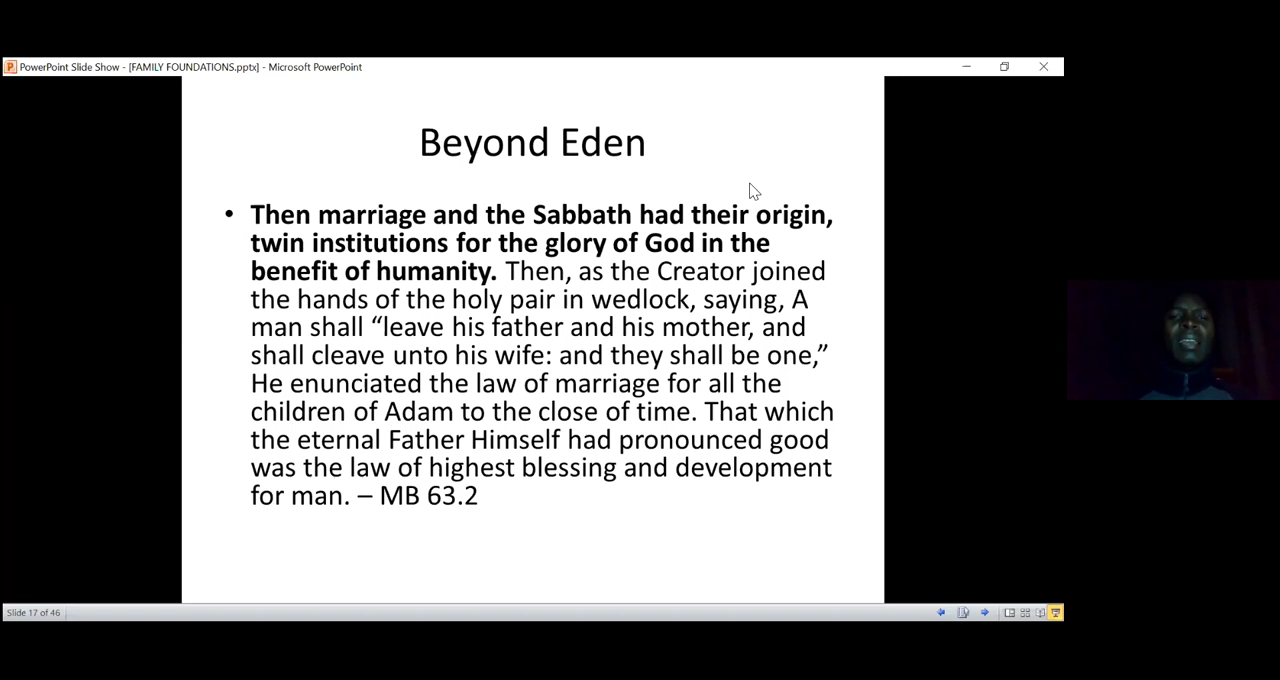 PowerPoint Slide Show - [FAMILY FOUNDATIONS.pptx] - Microsoft PowerPoint
Beyond Eden
• Then marriage and the Sabbath had their origin,
twin institutions for the glory of God in the
benefit of humanity. Then, as the Creator joined
the hands of the holy pair in wedlock, saying, A
man shall “leave his father and his mother, and
shall cleave unto his wife: and they shall be one,”
He enunciated the law of marriage for all the
children of Adam to the close of time. That which
the eternal Father Himself had pronounced good
was the law of highest blessing and development
for man. – MB 63.2
Slide 17 of 46